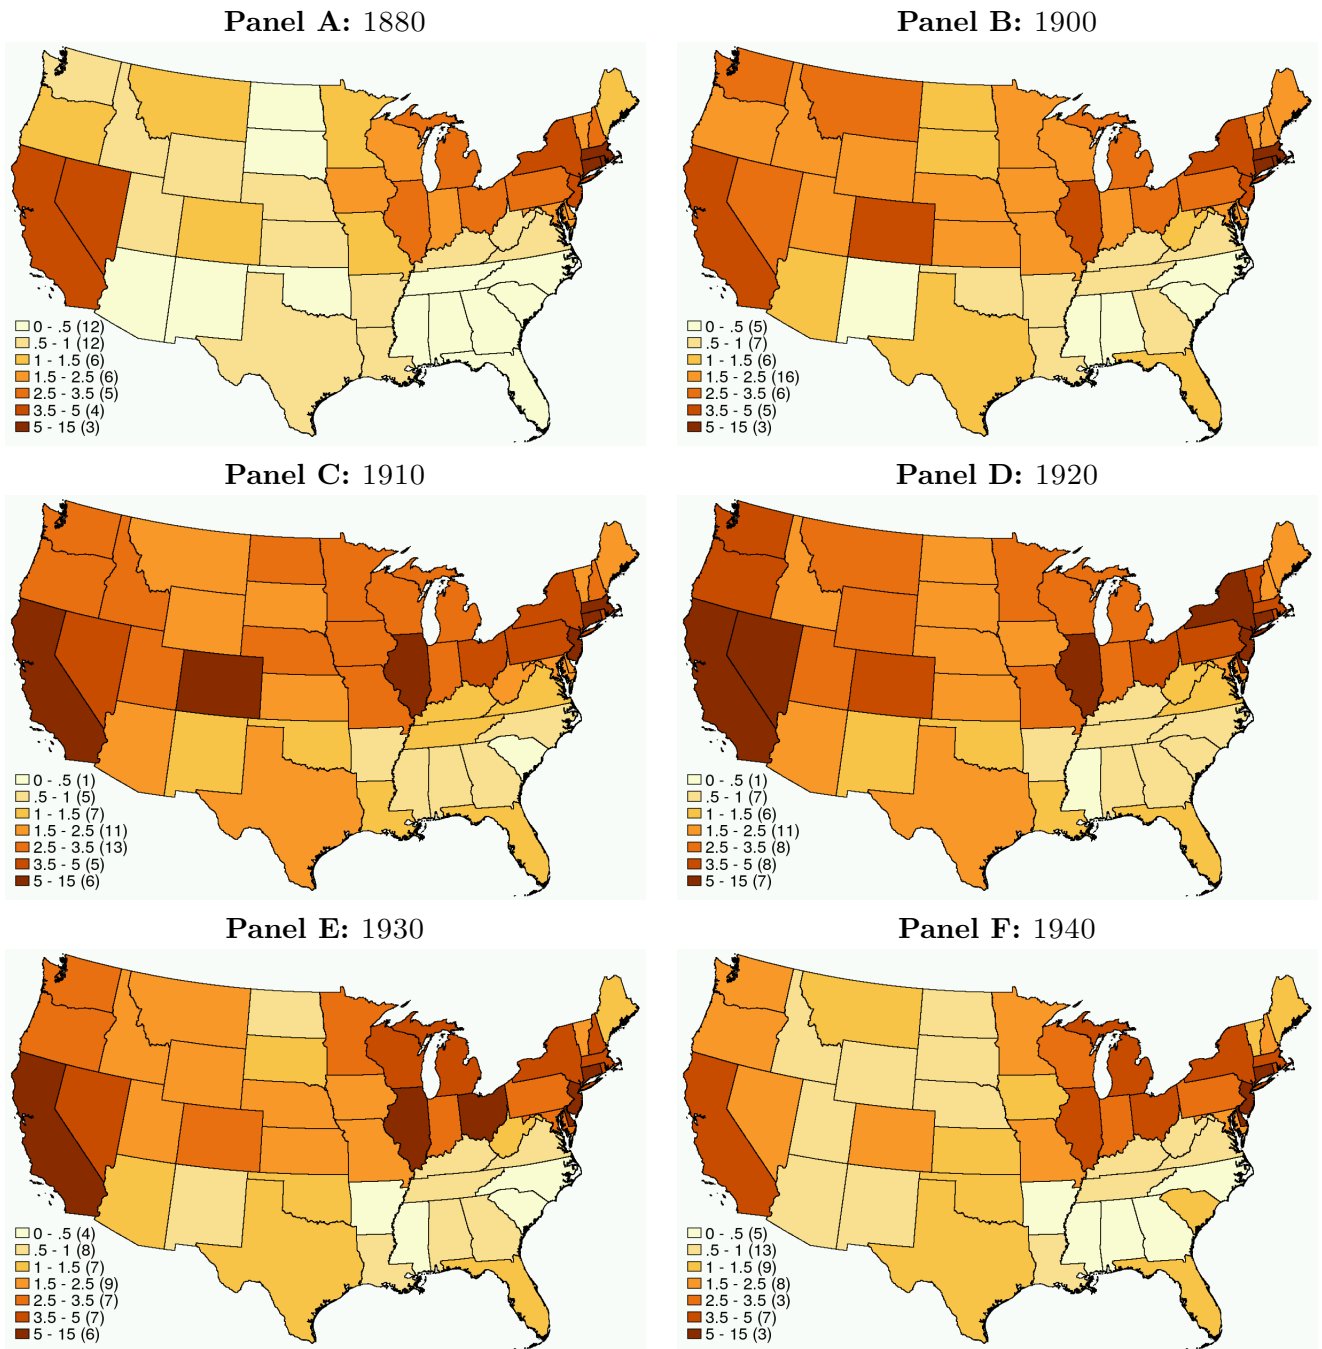 Panel A: 1880
0 - .5 (12)
.5 - 1 (12)
1 - 1.5 (6)
1.5 - 2.5 (6)
2.5 - 3.5 (5)
3.5 - 5 (4)
5 - 15 (3)
Panel B: 1900
0 - .5 (5)
.5 - 1 (7)
1 - 1.5 (6)
1.5 - 2.5 (16)
2.5 - 3.5 (6)
3.5 - 5 (5)
5 - 15 (3)
Panel C: 1910
0 - .5 (1)
.5 - 1 (5)
1 - 1.5 (7)
1.5 - 2.5 (11)
2.5 - 3.5 (13)
3.5 - 5 (5)
5 - 15 (6)
Panel D: 1920
0 - .5 (1)
.5 - 1 (7)
1 - 1.5 (6)
1.5 - 2.5 (11)
2.5 - 3.5 (8)
3.5 - 5 (8)
5 - 15 (7)
Panel E: 1930
0 - .5 (4)
.5 - 1 (8)
1 - 1.5 (7)
1.5 - 2.5 (9)
2.5 - 3.5 (7)
3.5 - 5 (7)
5 - 15 (6)
Panel F: 1940
0 - .5 (5)
.5 - 1 (13)
1 - 1.5 (9)
1.5 - 2.5 (8)
2.5 - 3.5 (3)
3.5 - 5 (7)
5 - 15 (3)